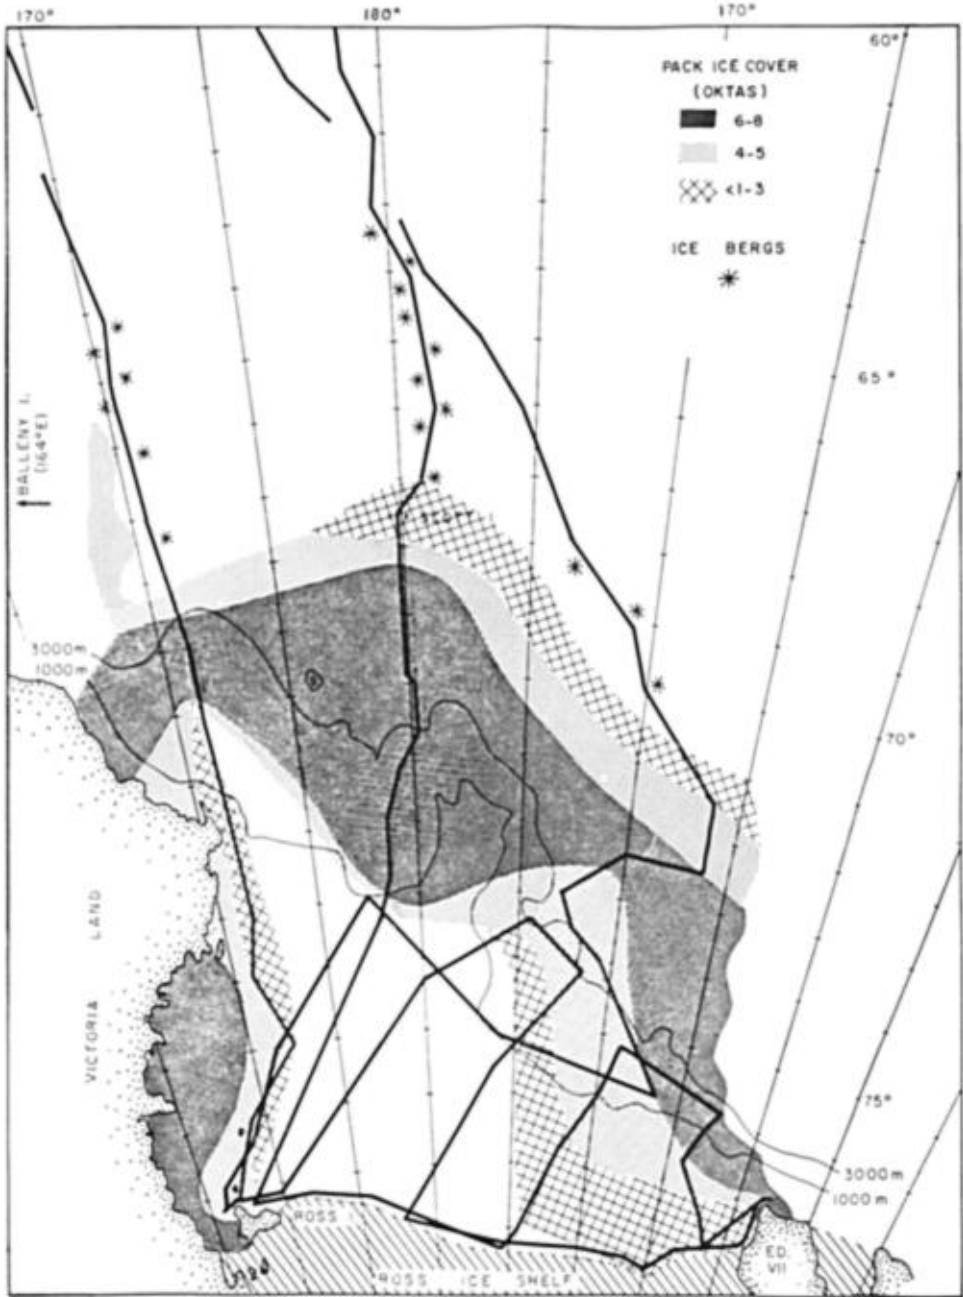 170°
180°
170°
60°
PACK ICE COVER
(OKTAS)
6-8
4-5
<1-3
ICE BERGS
65°
BALLENY I.
(164°E)
3000m
1000m
70°
VICTORIA LAND
75°
3000m
1000m
ROSS
ED.
VII
ROSS ICE SHELF